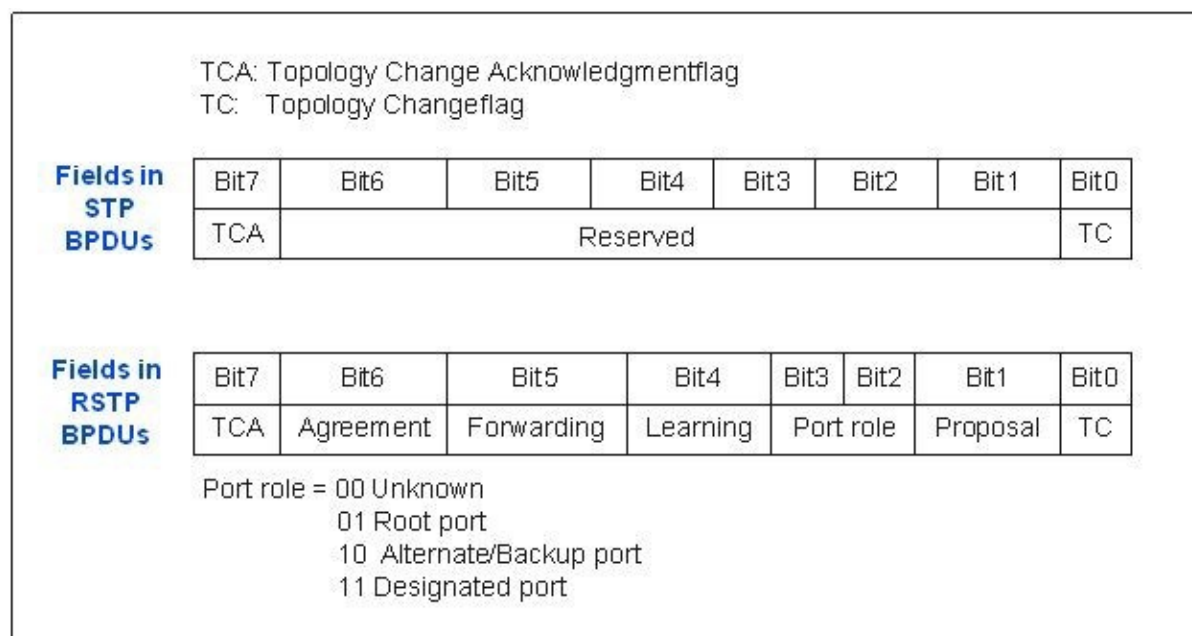 TCA: Topology Change Acknowledgmentflag
TC: Topology Changeflag
Fields in
STP
BPDUs
Bit7 Bit6 Bit5 Bit4 Bit3 Bit2 Bit1 Bit0
TCA Reserved TC
Fields in
RSTP
BPDUs
Bit7 Bit6 Bit5 Bit4 Bit3 Bit2 Bit1 Bit0
TCA Agreement Forwarding Learning Port role Proposal TC
Port role = 00 Unknown
01 Root port
10 Alternate/Backup port
11 Designated port